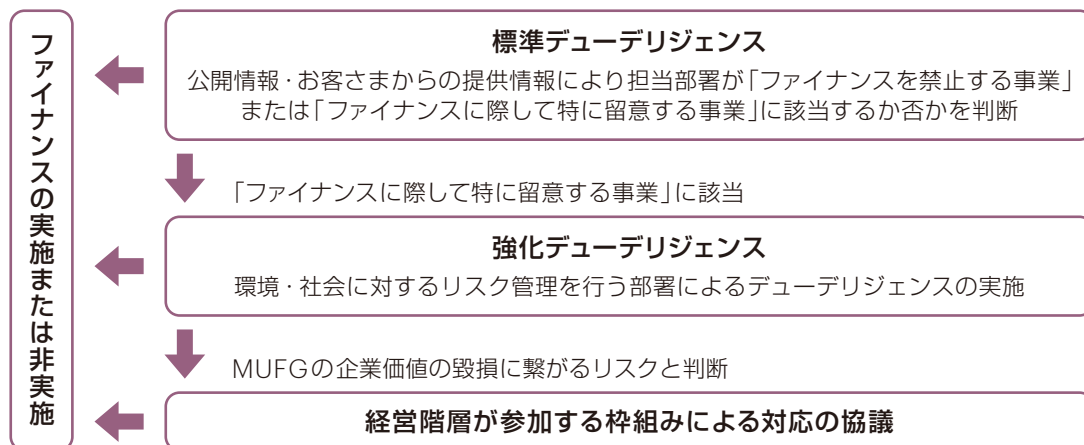 ファイナンスの実施または非実施
標準デューデリジェンス
公開情報・お客さまからの提供情報により担当部署が「ファイナンスを禁止する事業」
または「ファイナンスに際して特に留意する事業」に該当するか否かを判断
「ファイナンスに際して特に留意する事業」に該当
強化デューデリジェンス
環境・社会に対するリスク管理を行う部署によるデューデリジェンスの実施
MUFGの企業価値の毀損に繋がるリスクと判断
経営階層が参加する枠組みによる対応の協議